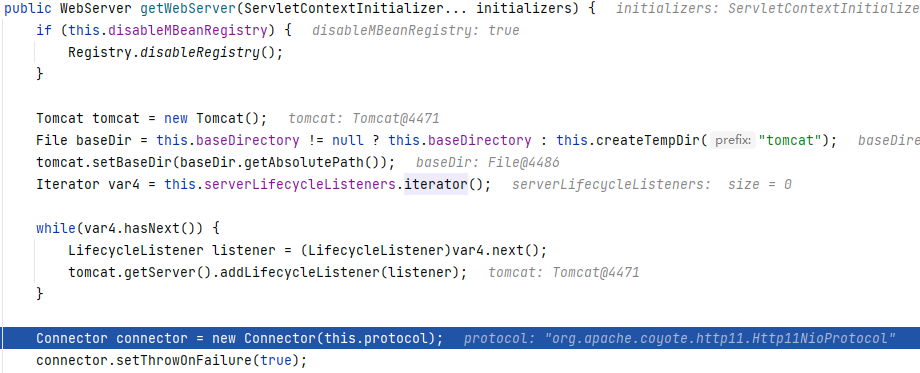 public WebServer getWebServer(ServletContextInitializer... initializers) {   initializers: ServletContextInitialize
    if (this.disableMBeanRegistry) {   disableMBeanRegistry: true
        Registry.disableRegistry();
    }
    Tomcat tomcat = new Tomcat();   tomcat: Tomcat@4471
    File baseDir = this.baseDirectory != null ? this.baseDirectory : this.createTempDir( prefix: "tomcat");   baseDir
    tomcat.setBaseDir(baseDir.getAbsolutePath());   baseDir: File@4486
    Iterator var4 = this.serverLifecycleListeners.iterator();   serverLifecycleListeners:  size = 0
    while(var4.hasNext()) {
        LifecycleListener listener = (LifecycleListener)var4.next();
        tomcat.getServer().addLifecycleListener(listener);   tomcat: Tomcat@4471
    }
    Connector connector = new Connector(this.protocol);   protocol: "org.apache.coyote.http11.Http11NioProtocol"
    connector.setThrowOnFailure(true);